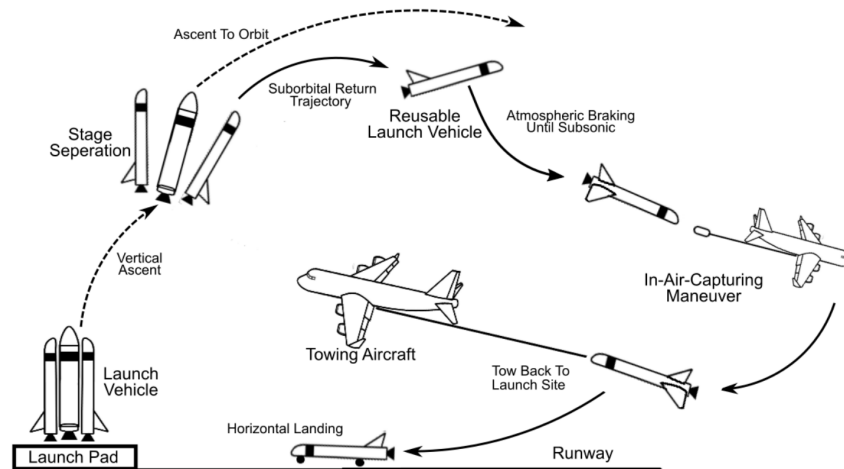 Ascent To Orbit
Suborbital Return
Trajectory
Reusable
Launch Vehicle
Atmospheric Braking
Until Subsonic
Stage
Seperation
Vertical
Ascent
In-Air-Capturing
Maneuver
Towing Aircraft
Tow Back To
Launch Site
Launch
Vehicle
Horizontal Landing
Runway
Launch Pad